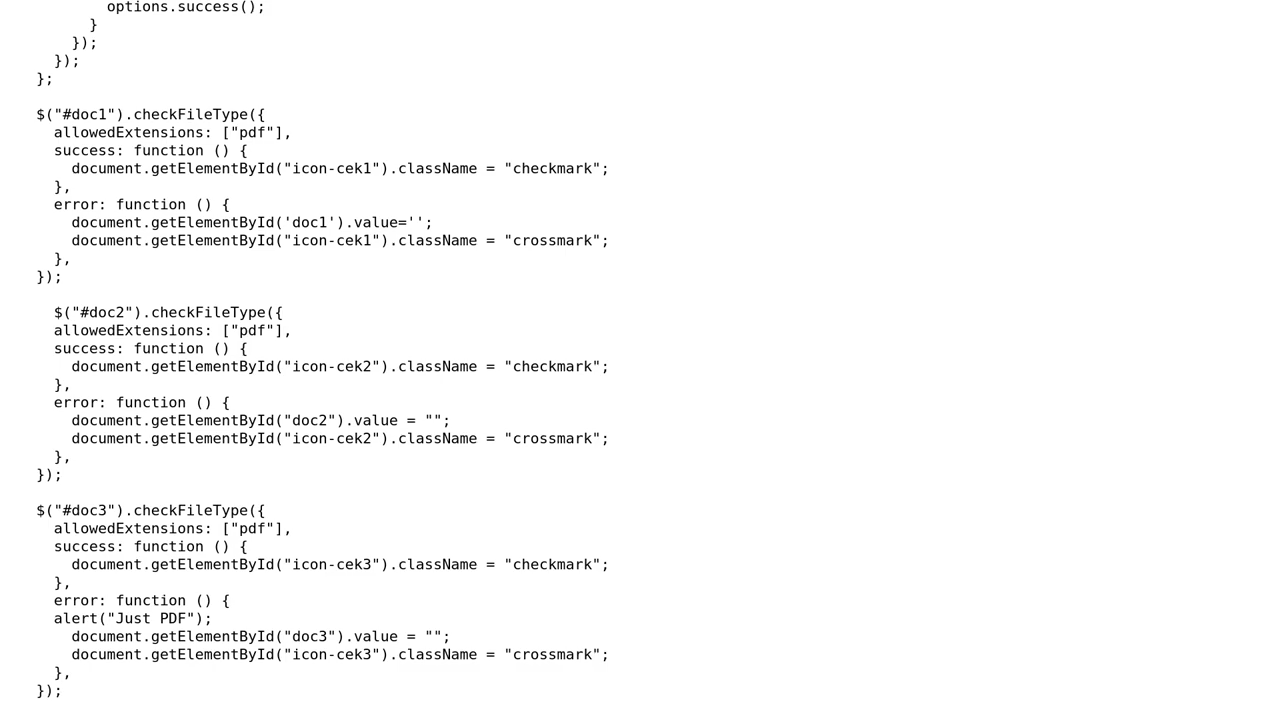 options.success();
      }
    });
  });
};

$("#doc1").checkFileType({
  allowedExtensions: ["pdf"],
  success: function () {
    document.getElementById("icon-cek1").className = "checkmark";
  },
  error: function () {
    document.getElementById('doc1').value='';
    document.getElementById("icon-cek1").className = "crossmark";
  },
});

  $("#doc2").checkFileType({
  allowedExtensions: ["pdf"],
  success: function () {
    document.getElementById("icon-cek2").className = "checkmark";
  },
  error: function () {
    document.getElementById("doc2").value = "";
    document.getElementById("icon-cek2").className = "crossmark";
  },
});

$("#doc3").checkFileType({
  allowedExtensions: ["pdf"],
  success: function () {
    document.getElementById("icon-cek3").className = "checkmark";
  },
  error: function () {
  alert("Just PDF");
    document.getElementById("doc3").value = "";
    document.getElementById("icon-cek3").className = "crossmark";
  },
});